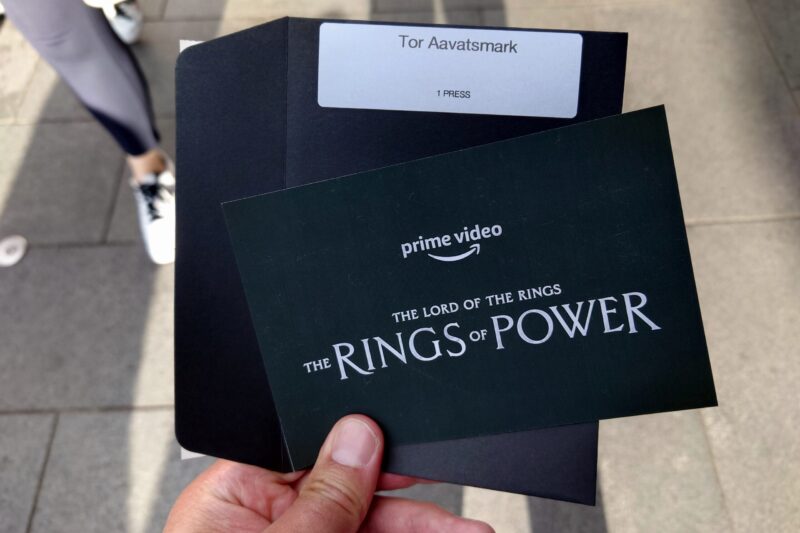 Tor Aavatsmark
1 PRESS
prime video
THE LORD OF THE RINGS
THE RINGS OF POWER